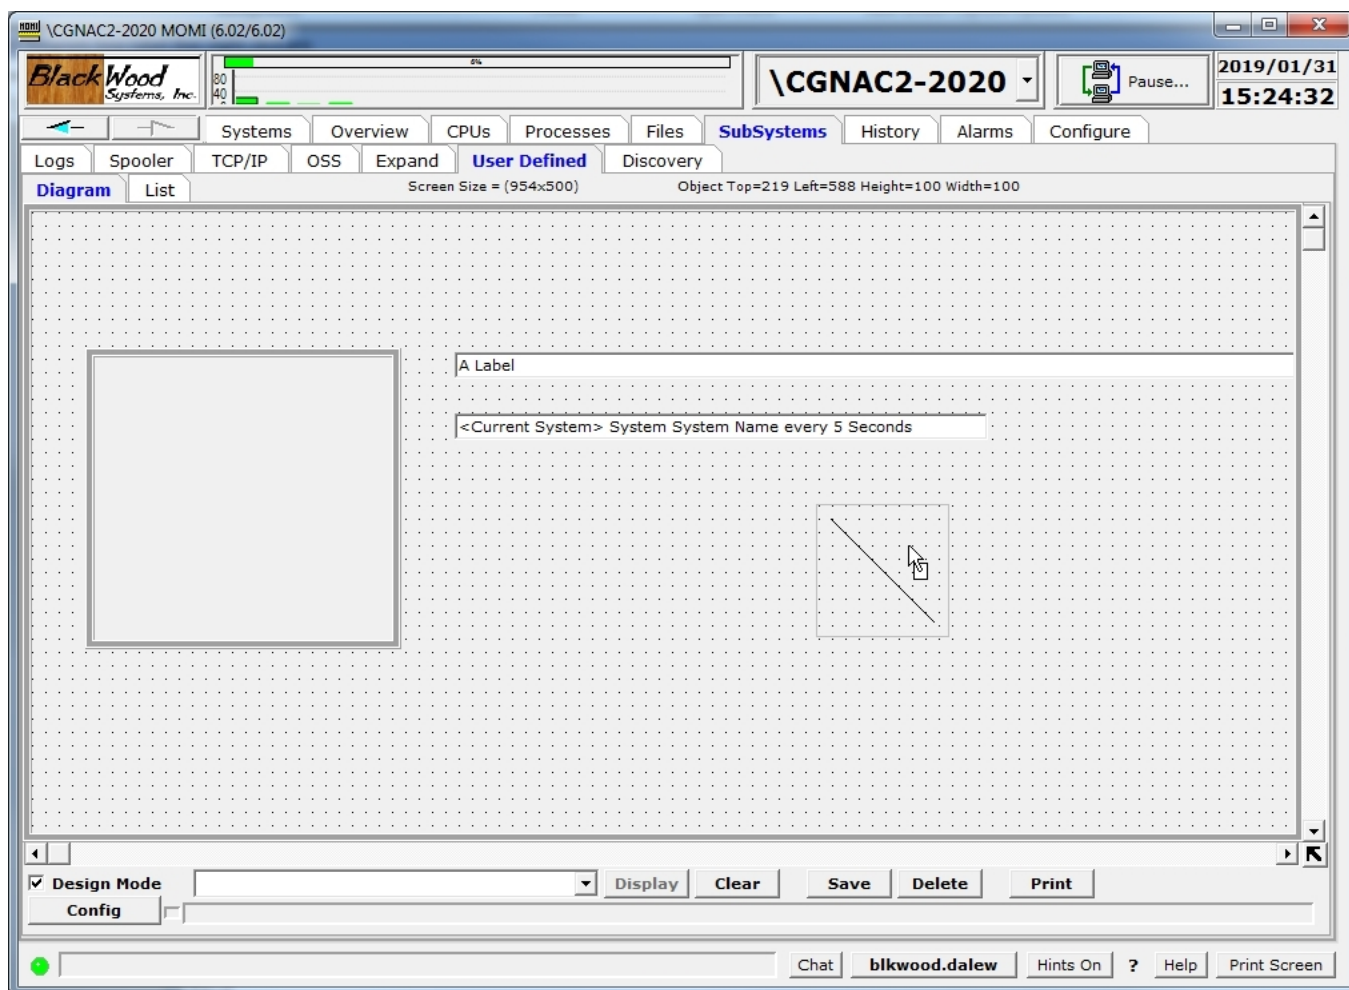 MOMI \CGNAC2-2020 MOMI (6.02/6.02)
BlackWood
Systems, Inc.
0%
80
40
\CGNAC2-2020
Pause...
2019/01/31
15:24:32
Systems Overview CPUs Processes Files SubSystems History Alarms Configure
Logs Spooler TCP/IP OSS Expand User Defined Discovery
Diagram List Screen Size = (954x500) Object Top=219 Left=588 Height=100 Width=100
A Label
<Current System> System System Name every 5 Seconds
Design Mode Display Clear Save Delete Print
Config
Chat blkwood.dalew Hints On ? Help Print Screen